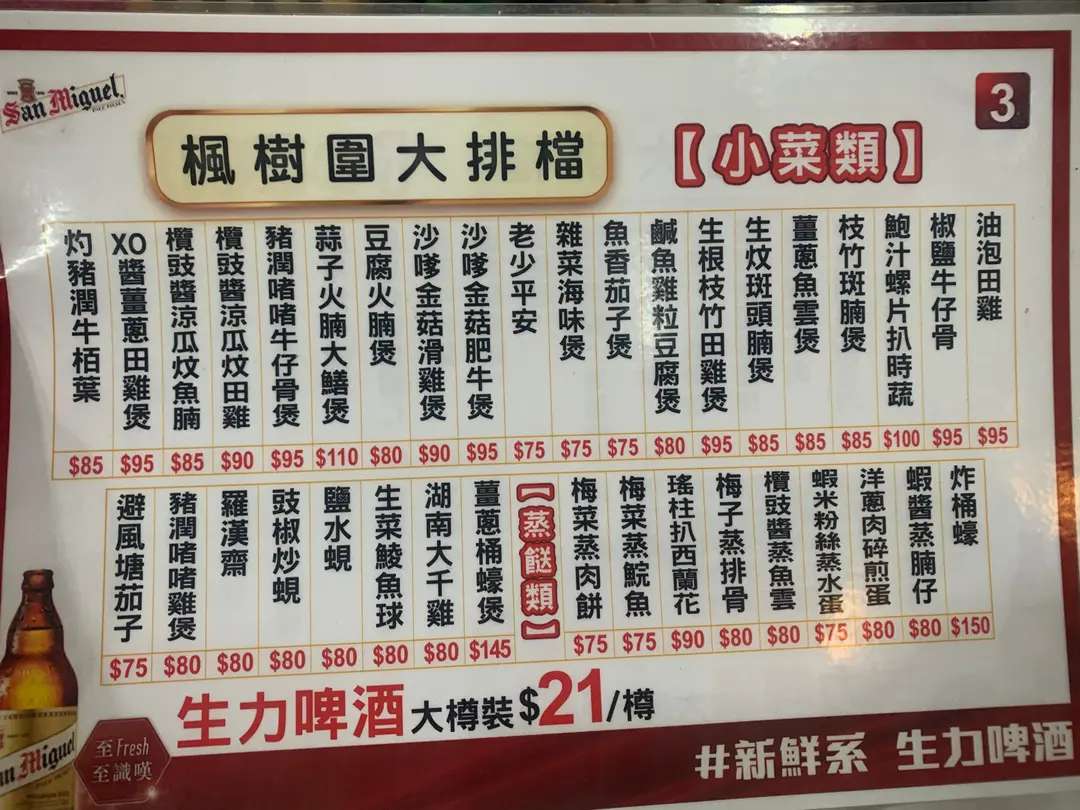 San Miguel
PALE PILSEN
楓樹圍大排檔
【小菜類】
3
灼豬潤牛栢葉
$85
XO醬薑蔥田雞煲
$95
欖豉醬涼瓜炆魚腩
$85
欖豉醬涼瓜炆田雞
$90
豬潤啫啫牛仔骨煲
$95
蒜子火腩大鱔煲
$110
豆腐火腩煲
$80
沙嗲金菇滑雞煲
$90
沙嗲金菇肥牛煲
$95
老少平安
$75
雜菜海味煲
$75
魚香茄子煲
$75
鹹魚雞粒豆腐煲
$80
生根枝竹田雞煲
$95
生炆斑頭腩煲
$85
薑蔥魚雲煲
$85
枝竹斑腩煲
$85
鮑汁螺片扒時蔬
$100
椒鹽牛仔骨
$95
油泡田雞
$95
避風塘茄子
$75
豬潤啫啫雞煲
$80
羅漢齋
$80
豉椒炒蜆
$80
鹽水蜆
$80
生菜鯪魚球
$80
湖南大千雞
$80
薑蔥桶蠔煲
$145
【蒸餸類】
梅菜蒸肉餅
$75
梅菜蒸鯇魚
$75
瑤柱扒西蘭花
$90
梅子蒸排骨
$80
欖豉醬蒸魚雲
$80
蝦米粉絲蒸水蛋
$75
洋蔥肉碎煎蛋
$80
蝦醬蒸腩仔
$80
炸桶蠔
$150
生力啤酒大樽裝$21/樽
至Fresh
至識嘆
#新鮮系 生力啤酒
San Miguel